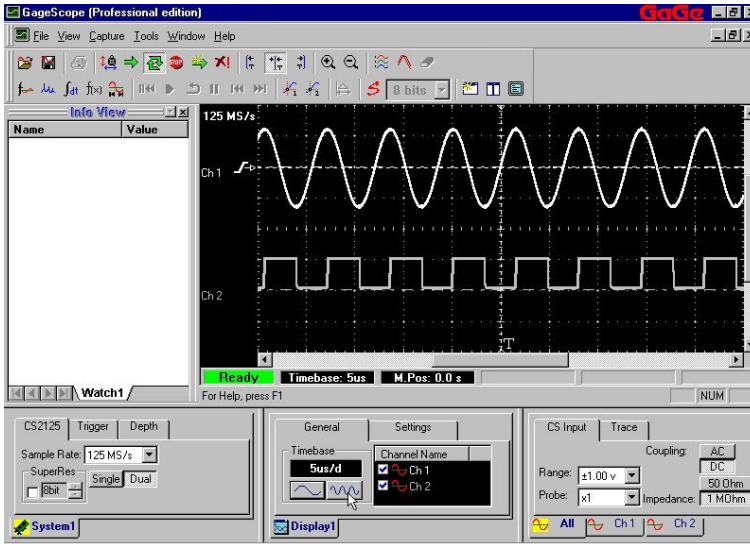 GageScope (Professional edition)
GaGe
File View Capture Tools Window Help
∫dt f(x)
8 bits
Info View
Name Value
125 MS/s
Ch 1
Ch 2
T
Ready Timebase: 5us M.Pos: 0.0 s
Watch1
For Help, press F1
NUM
CS2125 Trigger Depth
Sample Rate: 125 MS/s
SuperRes
8bit
Single Dual
System1
General Settings
Timebase
5us/d
Channel Name
Ch 1
Ch 2
Display1
CS Input Trace
Coupling: AC
DC
Range: ±1.00 v
50 Ohm
Probe: x1
Impedance: 1 MOhm
All Ch 1 Ch 2